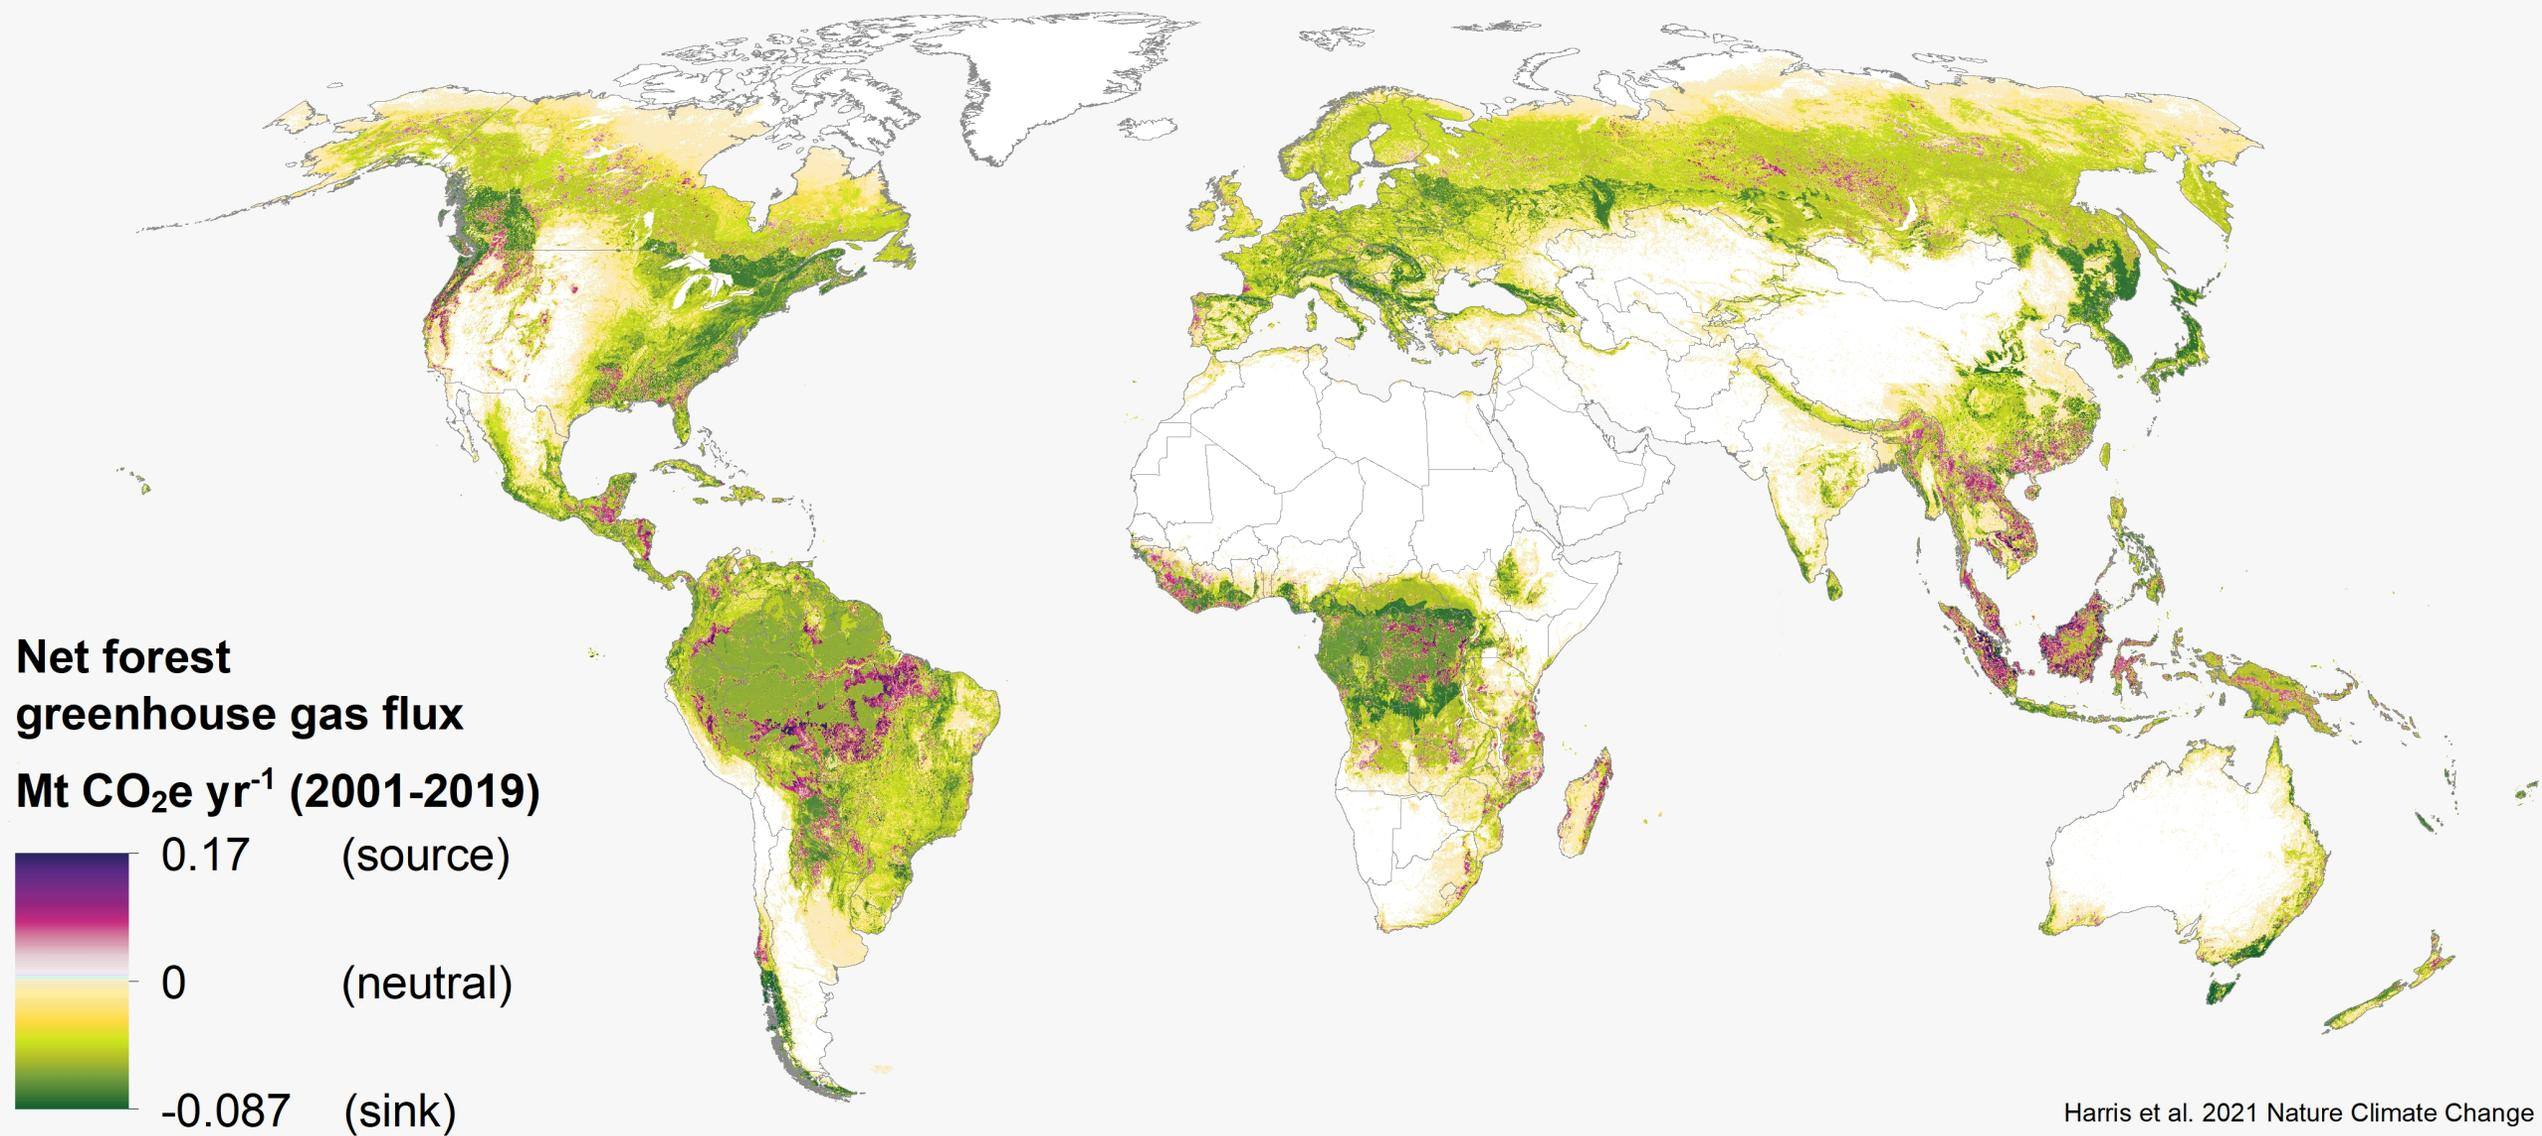 Net forest
greenhouse gas flux
Mt CO₂e yr⁻¹ (2001-2019)
0.17 (source)
0 (neutral)
-0.087 (sink)
Harris et al. 2021 Nature Climate Change